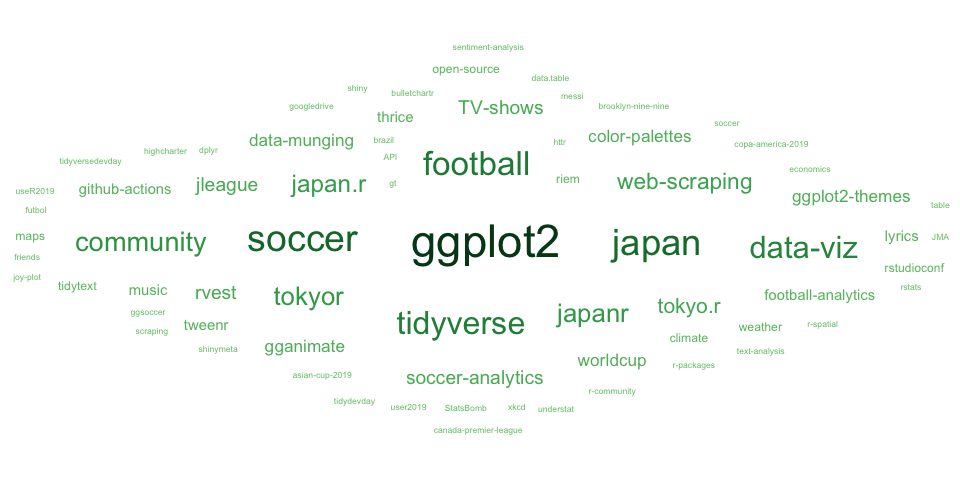 sentiment-analysis
open-source
data.table
shiny
bulletchartr
messi
googledrive
TV-shows
brooklyn-nine-nine
thrice
soccer
data-munging
brazil
httr
color-palettes
copa-america-2019
highcharter
dplyr
API
football
tidyversedevday
economics
useR2019
github-actions
jleague
japan.r
gt
riem
web-scraping
ggplot2-themes
futbol
table
maps
community
soccer
ggplot2
japan
data-viz
lyrics
JMA
friends
rstudioconf
joy-plot
tidytext
music
rvest
tokyor
tokyo.r
football-analytics
rstats
ggsoccer
scraping
tweenr
tidyverse
japanr
weather
r-spatial
climate
shinymeta
gganimate
worldcup
text-analysis
r-packages
asian-cup-2019
soccer-analytics
r-community
tidydevday
user2019
StatsBomb
xkcd
understat
canada-premier-league